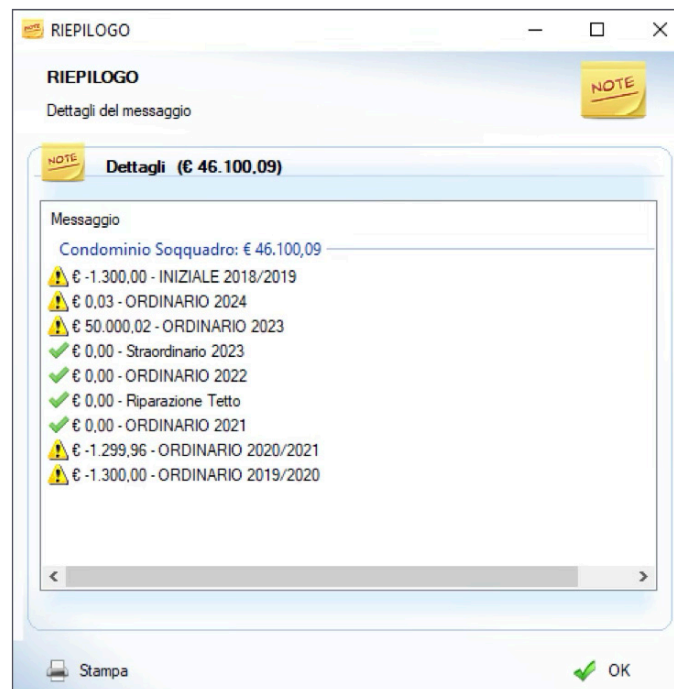 RIEPILOGO
RIEPILOGO
NOTE
Dettagli del messaggio
NOTE
Dettagli (€ 46.100,09)
Messaggio
Condominio Soqquadro: € 46.100,09
€ -1.300,00 - INIZIALE 2018/2019
€ 0,03 - ORDINARIO 2024
€ 50.000,02 - ORDINARIO 2023
€ 0,00 - Straordinario 2023
€ 0,00 - ORDINARIO 2022
€ 0,00 - Riparazione Tetto
€ 0,00 - ORDINARIO 2021
€ -1.299,96 - ORDINARIO 2020/2021
€ -1.300,00 - ORDINARIO 2019/2020
Stampa
OK